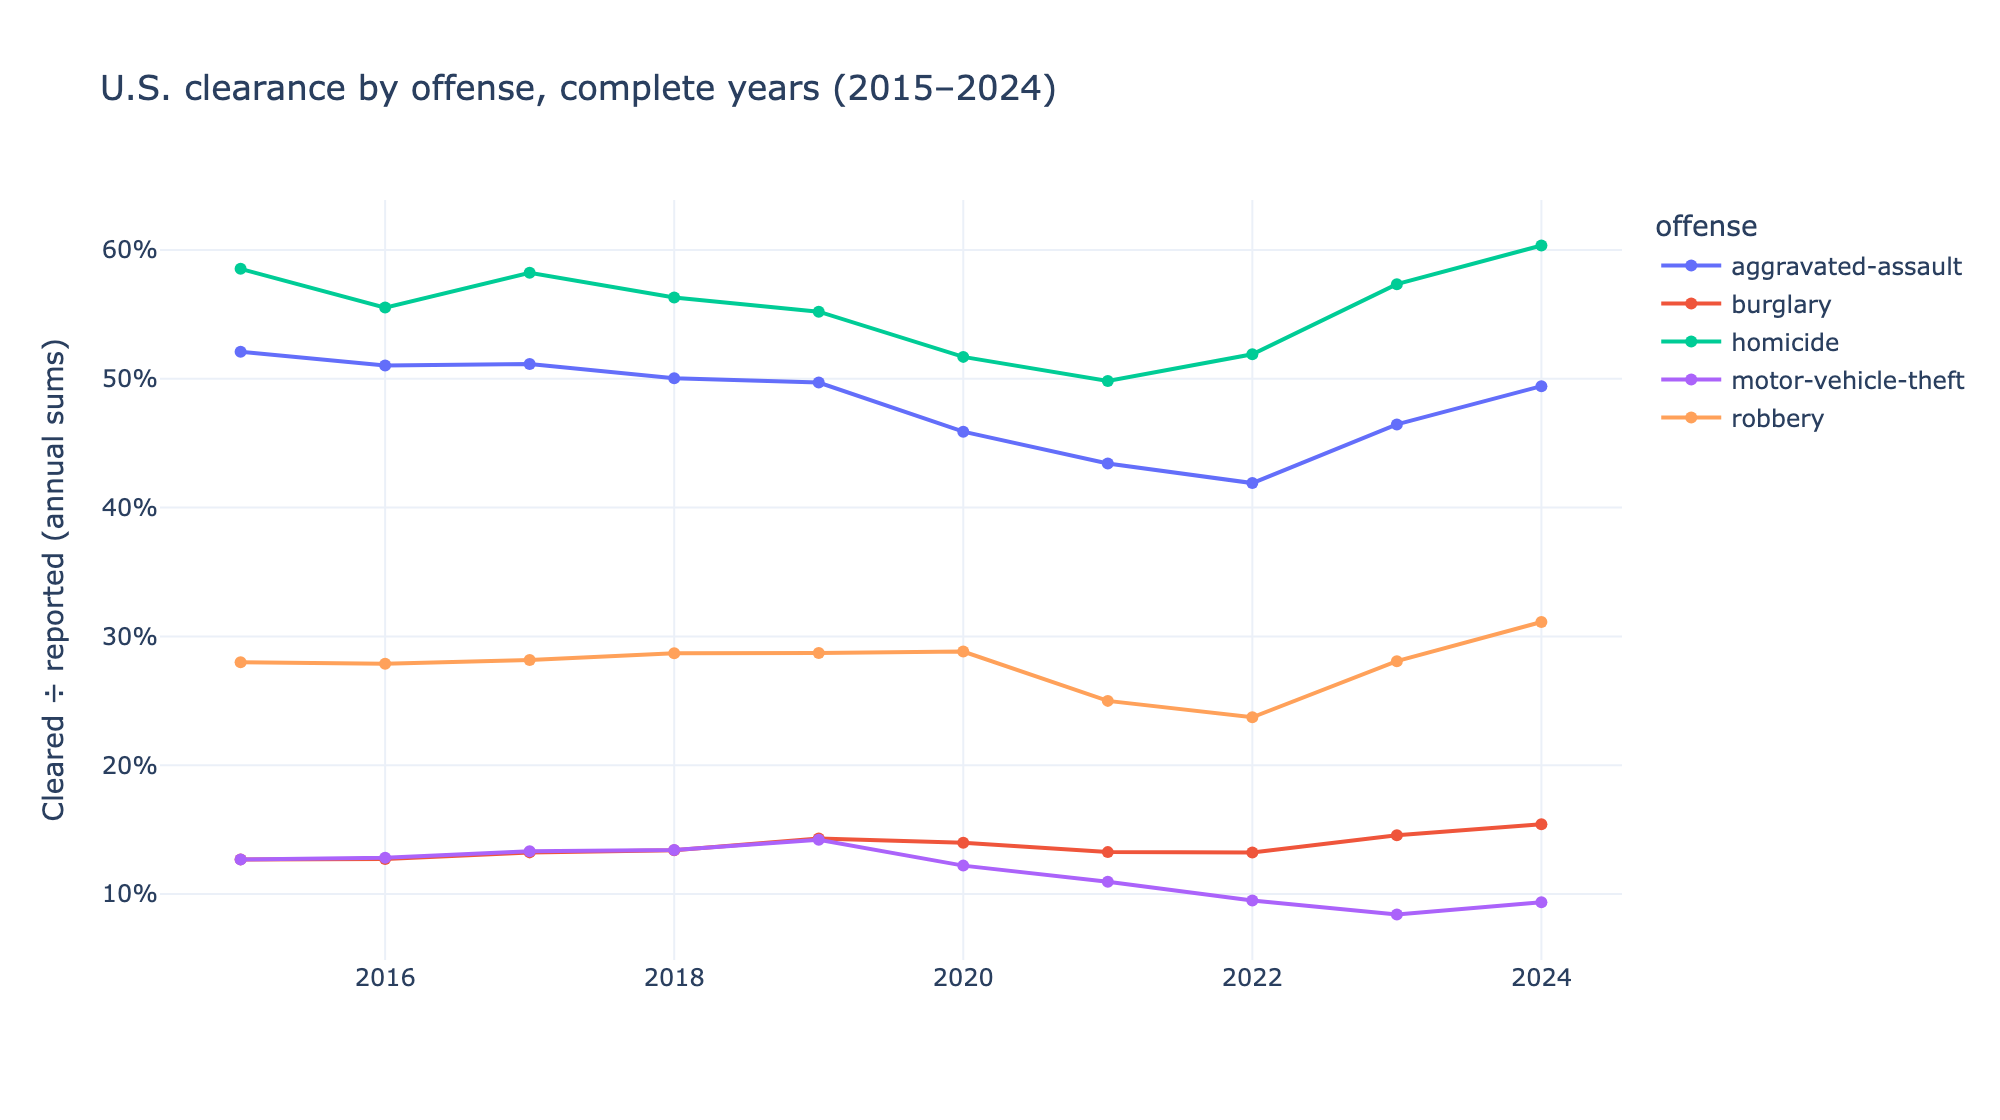 U.S. clearance by offense, complete years (2015–2024)
Cleared ÷ reported (annual sums)
60%
50%
40%
30%
20%
10%
2016
2018
2020
2022
2024
offense
aggravated-assault
burglary
homicide
motor-vehicle-theft
robbery